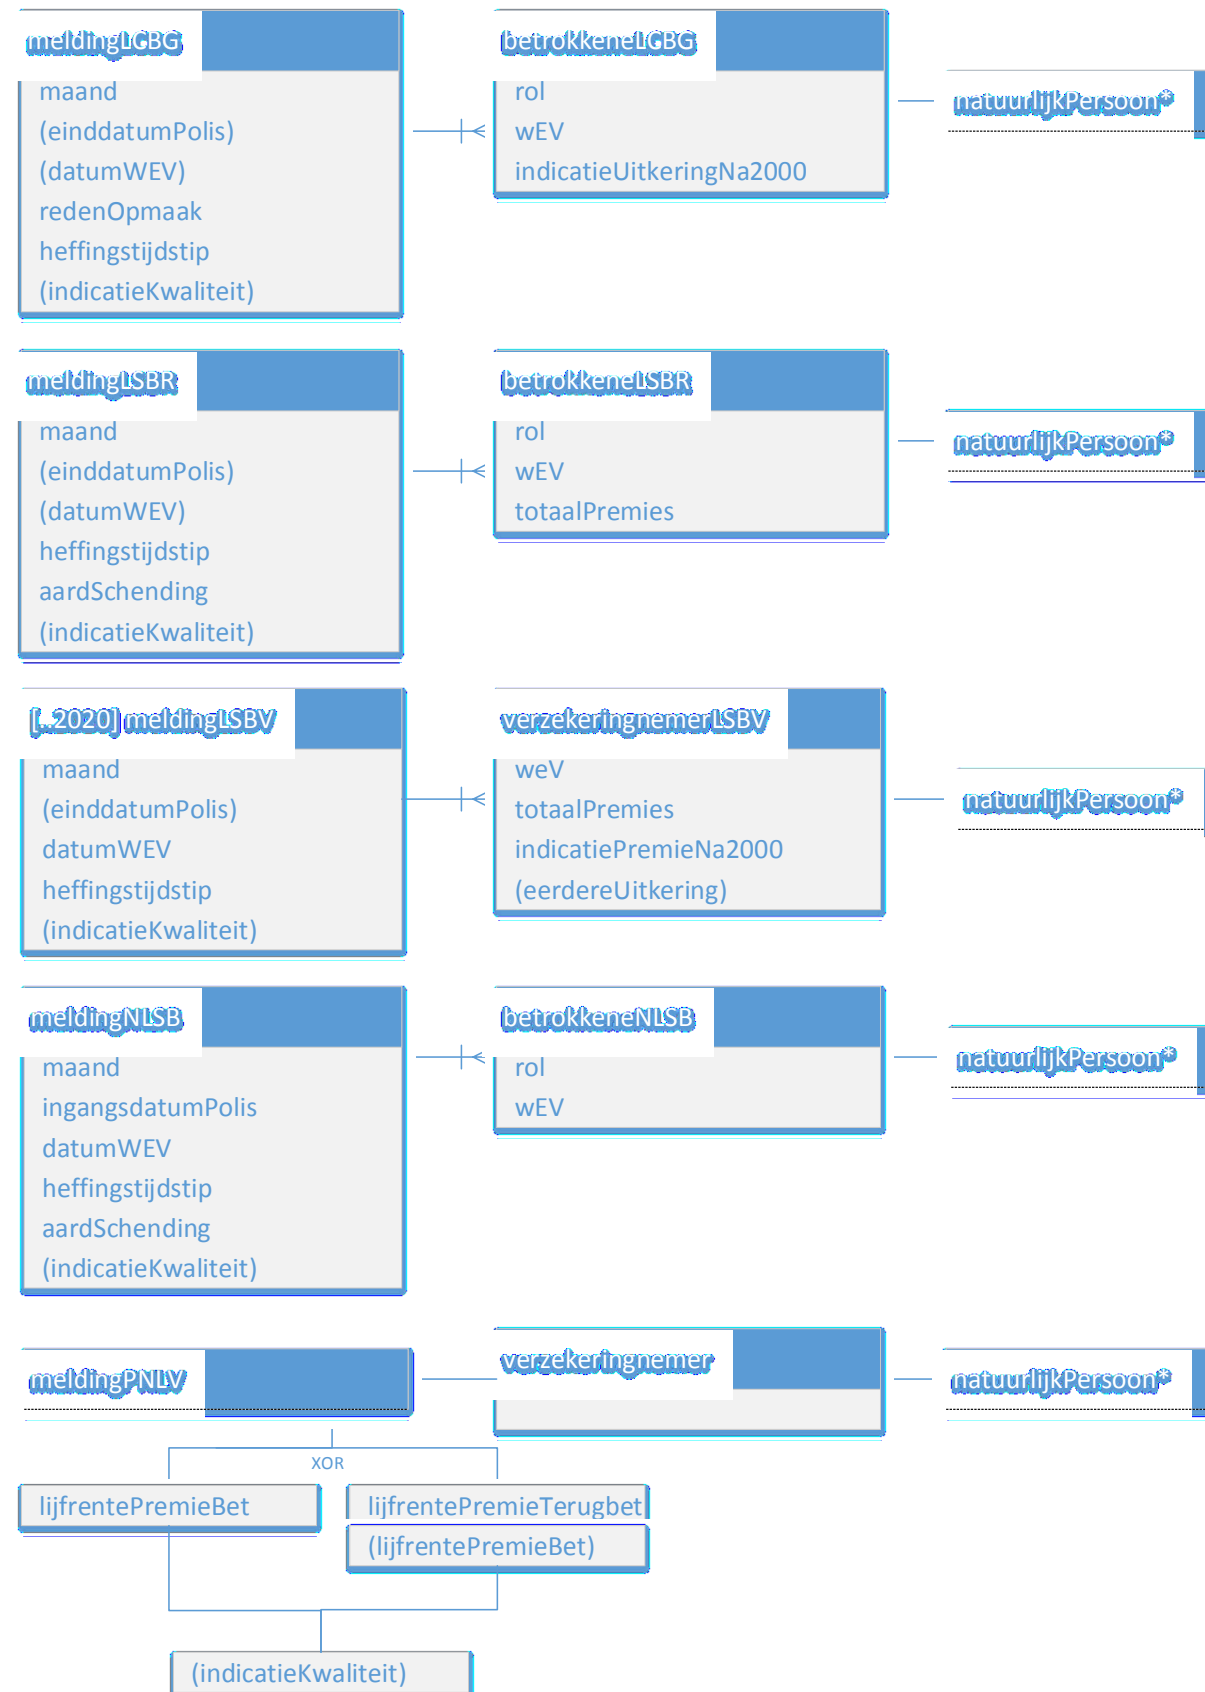 meldingLCBG
maand
(einddatumPolis)
(datumWEV)
redenOpmaak
heffingstijdstip
(indicatieKwaliteit)
betrokkeneLCBG
rol
wEV
indicatieUitkeringNa2000
natuurlijkPersoon*
meldingLSBR
maand
(einddatumPolis)
(datumWEV)
heffingstijdstip
aardSchending
(indicatieKwaliteit)
betrokkeneLSBR
rol
wEV
totaalPremies
natuurlijkPersoon*
[..2020] meldingLSBV
maand
(einddatumPolis)
datumWEV
heffingstijdstip
(indicatieKwaliteit)
verzekeringnemerLSBV
weV
totaalPremies
indicatiePremieNa2000
(eerdereUitkering)
natuurlijkPersoon*
meldingNLSB
maand
ingangsdatumPolis
datumWEV
heffingstijdstip
aardSchending
(indicatieKwaliteit)
betrokkeneNLSB
rol
wEV
natuurlijkPersoon*
meldingPNLV
verzekeringnemer
natuurlijkPersoon*
XOR
lijfrentePremieBet
lijfrentePremieTerugbet
(lijfrentePremieBet)
(indicatieKwaliteit)